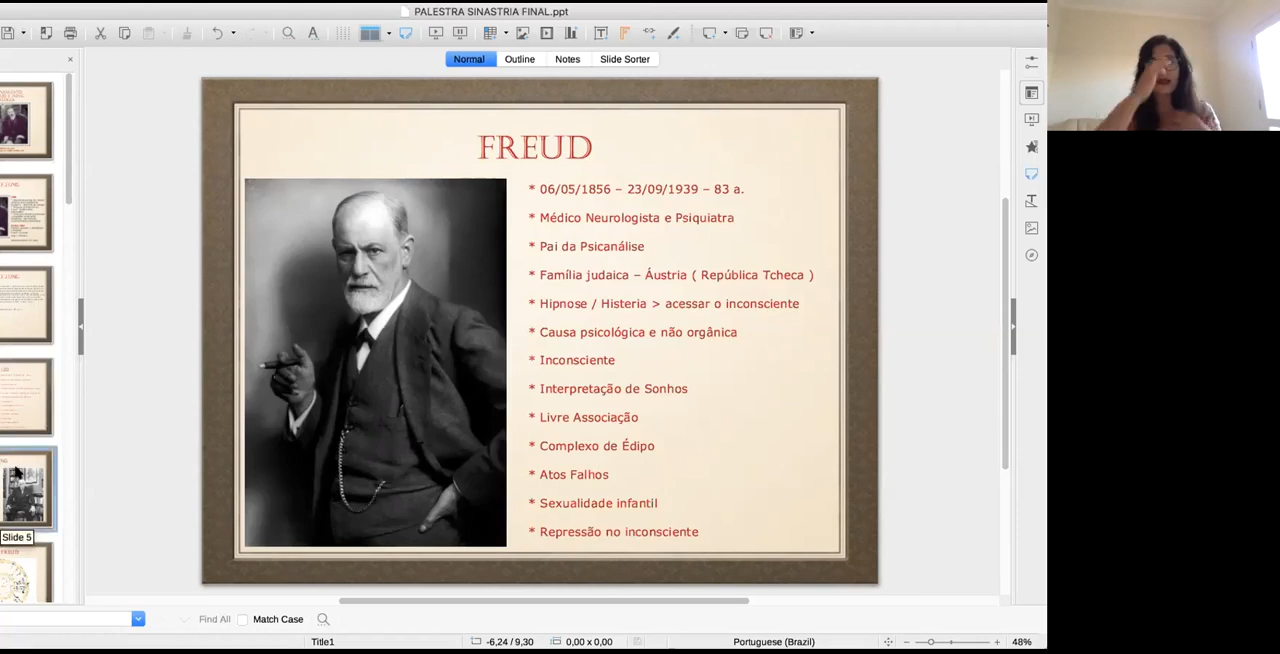 PALESTRA SINASTRIA FINAL.ppt
Normal Outline Notes Slide Sorter
FREUD
* 06/05/1856 – 23/09/1939 – 83 a.
* Médico Neurologista e Psiquiatra
* Pai da Psicanálise
* Família judaica – Áustria ( República Tcheca )
* Hipnose / Histeria > acessar o inconsciente
* Causa psicológica e não orgânica
* Inconsciente
* Interpretação de Sonhos
* Livre Associação
* Complexo de Édipo
* Atos Falhos
* Sexualidade infantil
* Repressão no inconsciente
Slide 5
FREUD
Find All Match Case
Title1 -6,24 / 9,30 0,00 x 0,00 Portuguese (Brazil) 48%